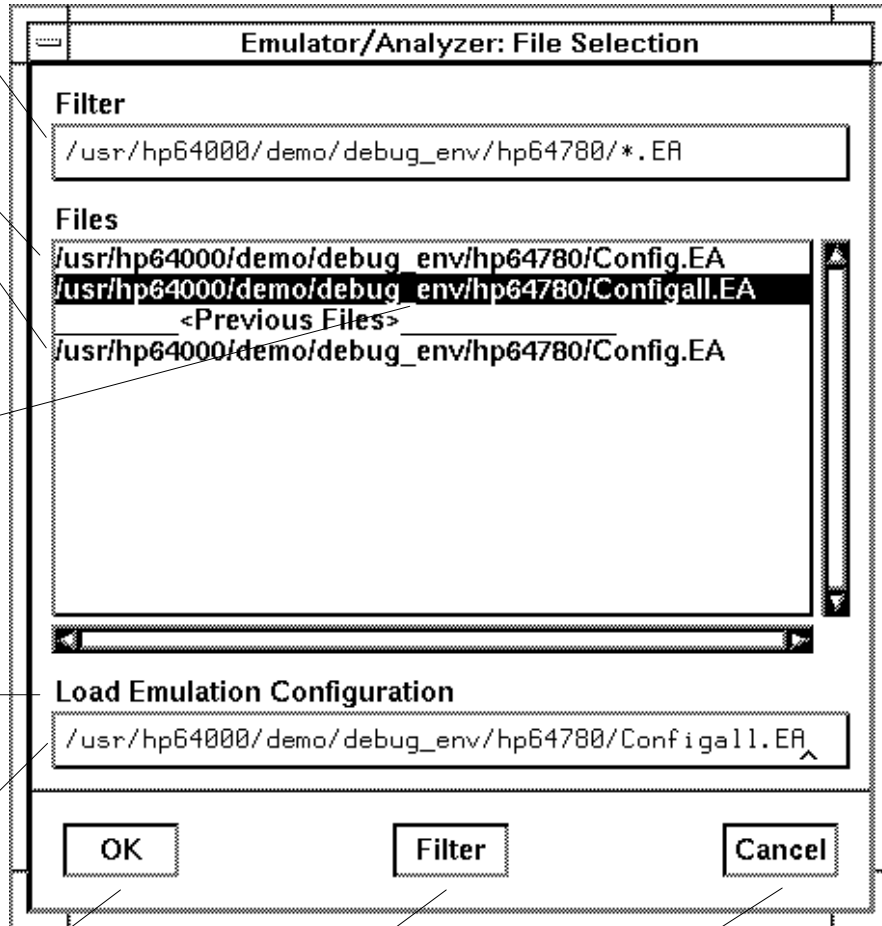 Emulator/Analyzer: File Selection
Filter
/usr/hp64000/demo/debug_env/hp64780/*.EA
Files
/usr/hp64000/demo/debug_env/hp64780/Config.EA
/usr/hp64000/demo/debug_env/hp64780/Configall.EA
_________<Previous Files>________________
/usr/hp64000/demo/debug_env/hp64780/Config.EA
Load Emulation Configuration
/usr/hp64000/demo/debug_env/hp64780/Configall.EA
OK
Filter
Cancel